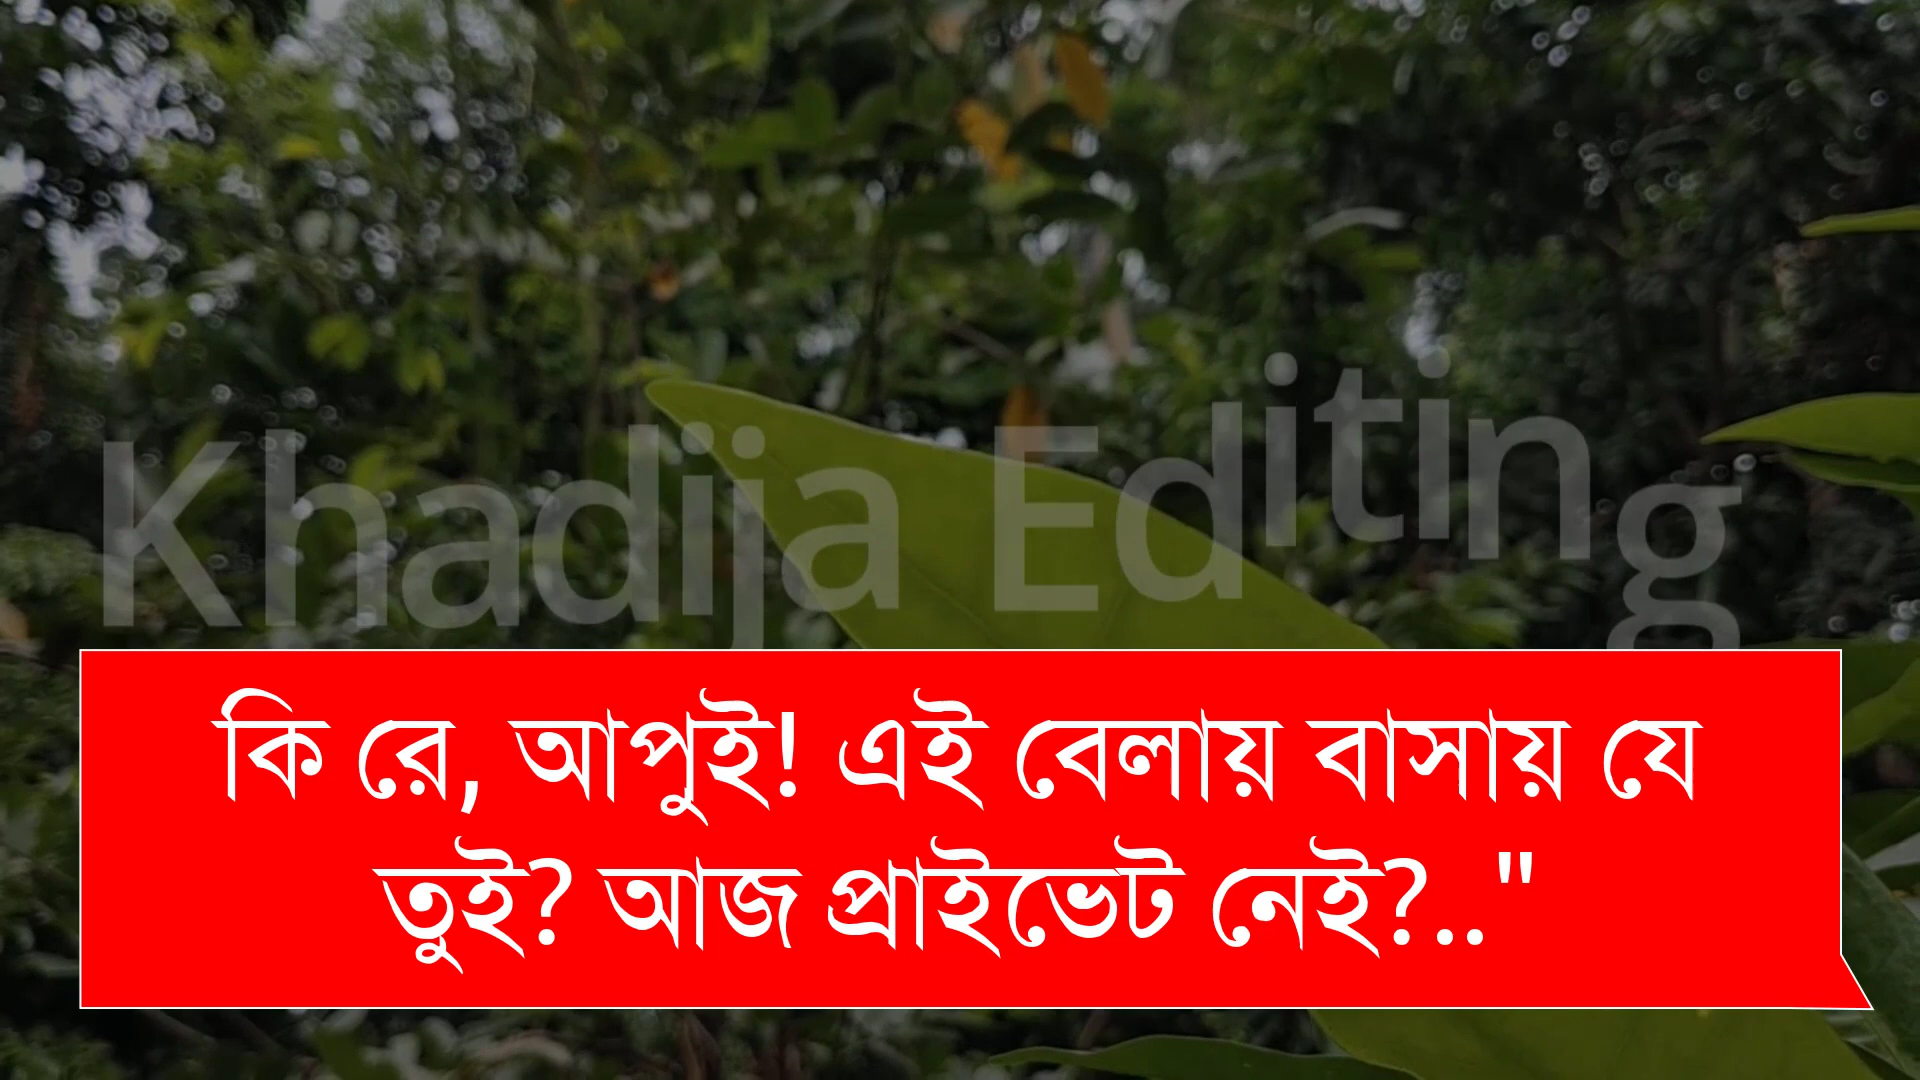 Khadija Editing
কি রে, আপুই! এই বেলায় বাসায় যে
তুই? আজ প্রাইভেট নেই?.."